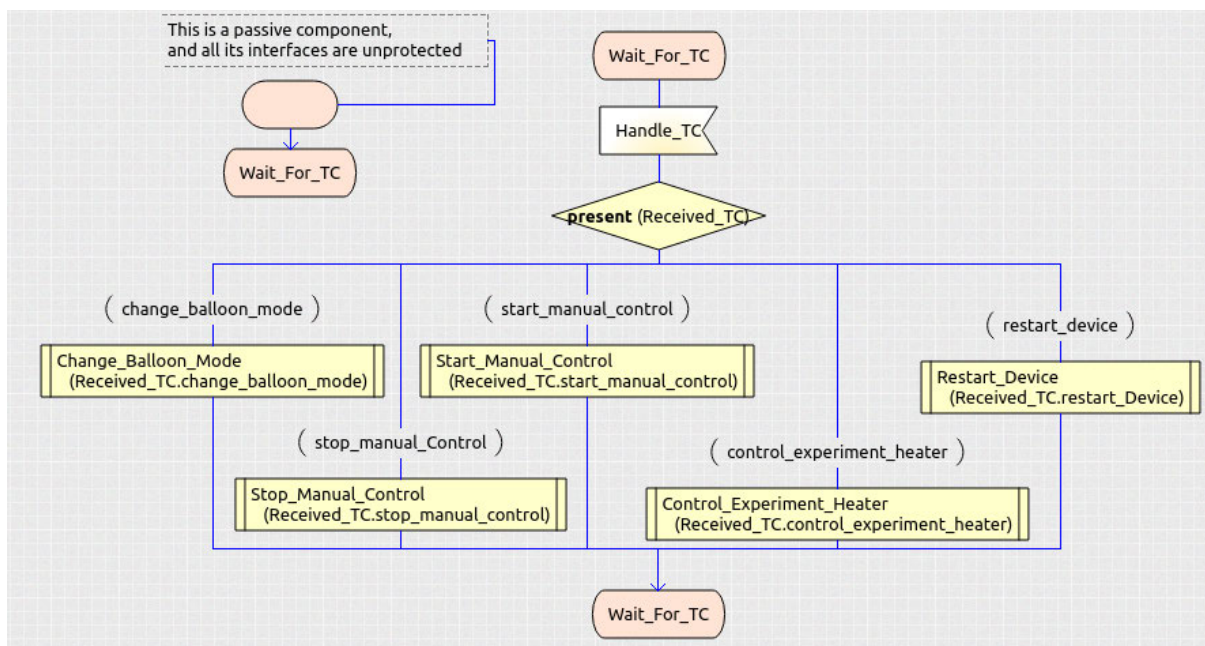 This is a passive component,
and all its interfaces are unprotected
Wait_For_TC
Wait_For_TC
Handle_TC
present (Received_TC)
( change_balloon_mode )
Change_Balloon_Mode
(Received_TC.change_balloon_mode)
( stop_manual_Control )
Stop_Manual_Control
(Received_TC.stop_manual_control)
( start_manual_control )
Start_Manual_Control
(Received_TC.start_manual_control)
( control_experiment_heater )
Control_Experiment_Heater
(Received_TC.control_experiment_heater)
( restart_device )
Restart_Device
(Received_TC.restart_Device)
Wait_For_TC